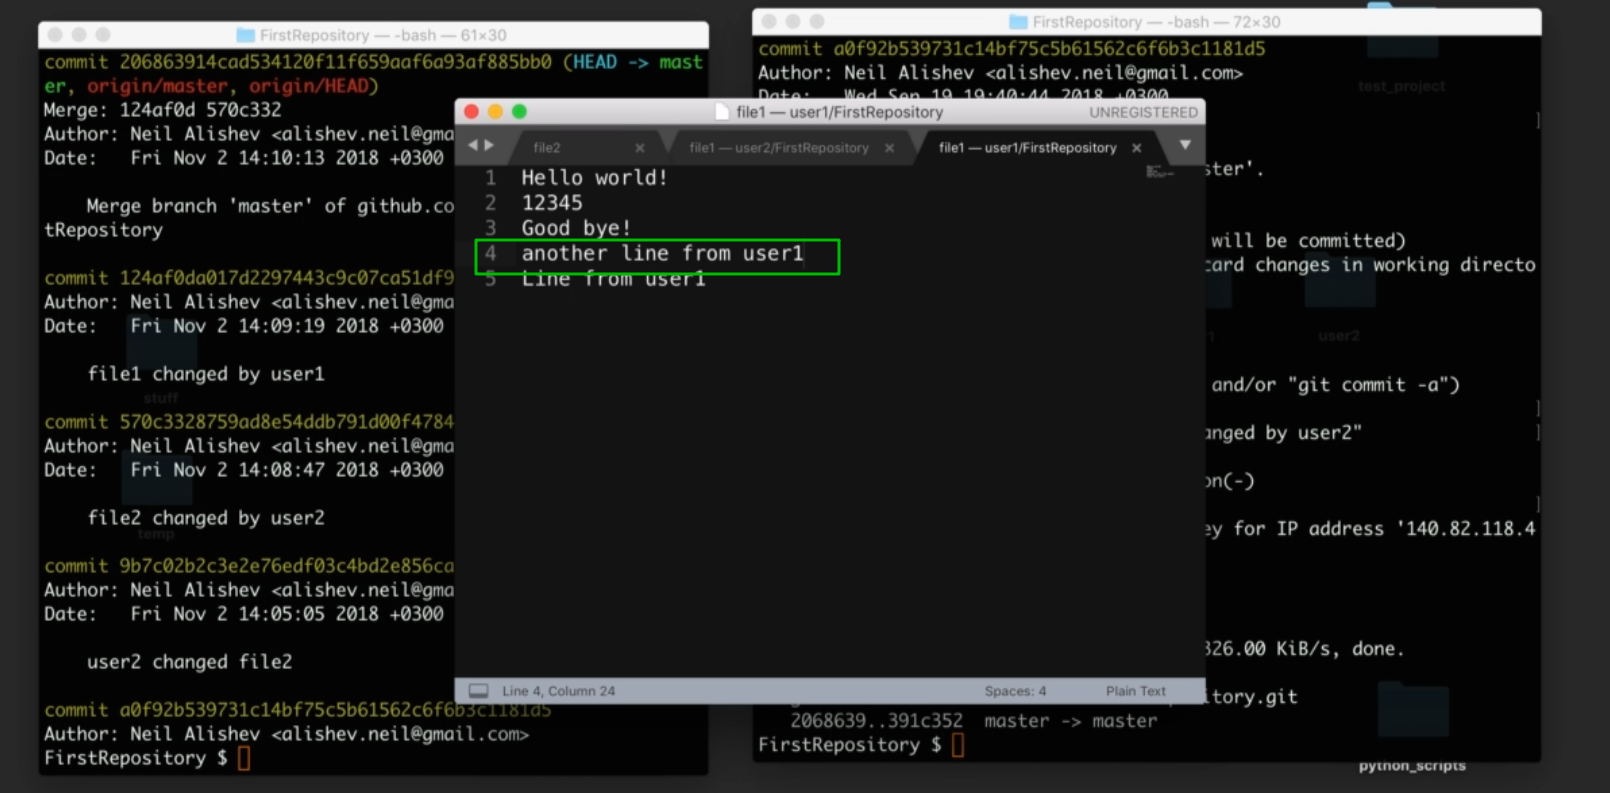 FirstRepository — -bash — 61×30
commit 206863914cad534120f11f659aaf6a93af885bb0 (HEAD -> mast
er, origin/master, origin/HEAD)
Merge: 124af0d 570c332
Author: Neil Alishev <alishev.neil@gma
Date:   Fri Nov 2 14:10:13 2018 +0300
Merge branch 'master' of github.co
tRepository
commit 124af0da017d2297443c9c07ca51df9
Author: Neil Alishev <alishev.neil@gma
Date:   Fri Nov 2 14:09:19 2018 +0300
file1 changed by user1
stuff
commit 570c3328759ad8e54ddb791d00f4784
Author: Neil Alishev <alishev.neil@gma
Date:   Fri Nov 2 14:08:47 2018 +0300
file2 changed by user2
temp
commit 9b7c02b2c3e2e76edf03c4bd2e856ca
Author: Neil Alishev <alishev.neil@gma
Date:   Fri Nov 2 14:05:05 2018 +0300
user2 changed file2
commit a0f92b539731c14bf75c5b61562c6f6b3c1181d5
Author: Neil Alishev <alishev.neil@gmail.com>
FirstRepository $
file1 — user1/FirstRepository
UNREGISTERED
file2
file1 — user2/FirstRepository
file1 — user1/FirstRepository
1 Hello world!
2 12345
3 Good bye!
4 another line from user1
5 Line from user1
Line 4, Column 24
Spaces: 4
Plain Text
FirstRepository — -bash — 72×30
commit a0f92b539731c14bf75c5b61562c6f6b3c1181d5
Author: Neil Alishev <alishev.neil@gmail.com>
Date:   Wed Sep 19 19:40:44 2018 +0300
test_project
ster'.
will be committed)
card changes in working directo
user2
and/or "git commit -a")
anged by user2"
on(-)
ey for IP address '140.82.118.4
326.00 KiB/s, done.
itory.git
2068639..391c352  master -> master
FirstRepository $
python_scripts